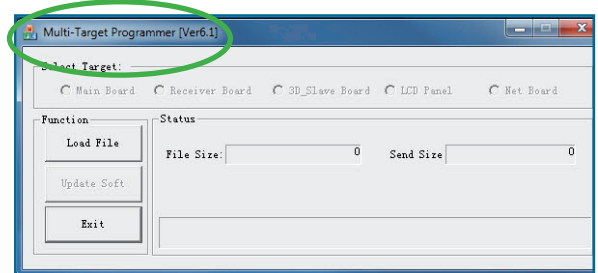 Multi-Target Programmer [Ver6.1]
Select Target:
Main Board Receiver Board 3D_Slave Board LCD Panel Net Board
Function
Load File
Update Soft
Exit
Status
File Size: 0 Send Size 0